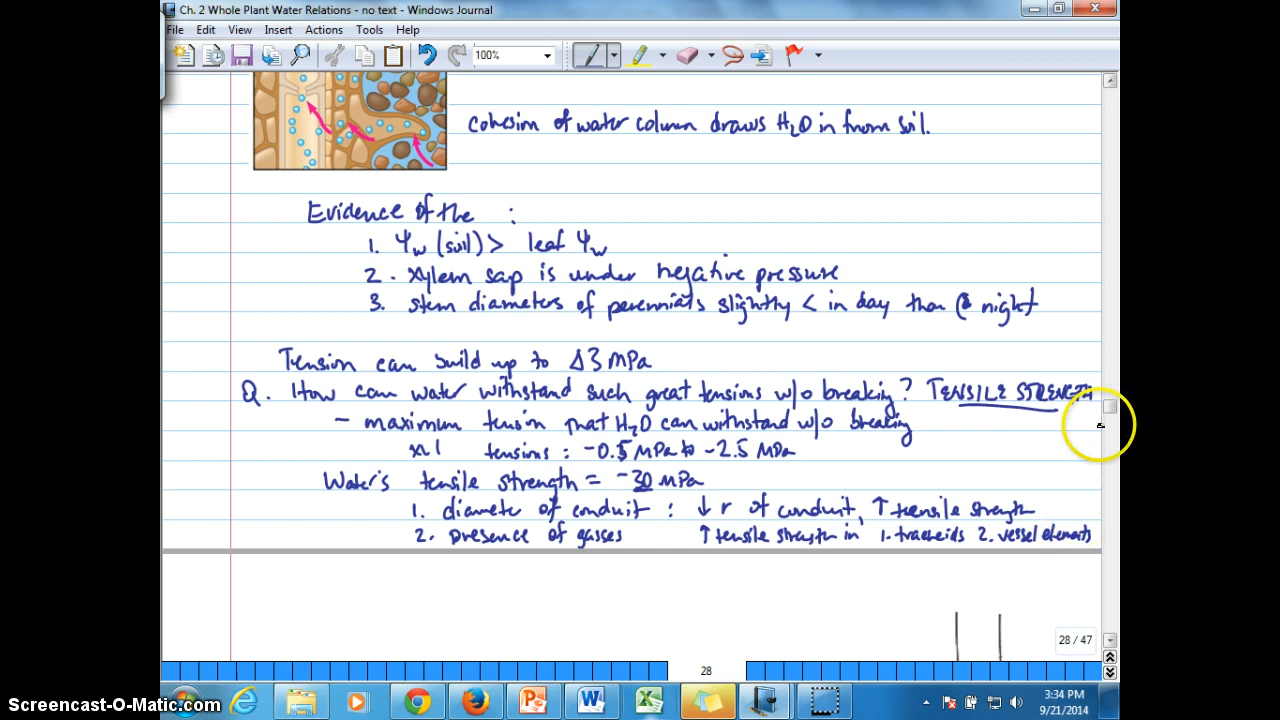 Ch. 2 Whole Plant Water Relations - no text - Windows Journal
File Edit View Insert Actions Tools Help
100%
cohesion of water column draws H₂O in from soil.
Evidence of the :
1. Ψw (soil) > leaf Ψw
2. xylem sap is under negative pressure
3. stem diameters of perennials slightly < in day than @ night
Tension can build up to Δ3 MPa
Q. How can water withstand such great tensions w/o breaking? TENSILE STRENGTH
- maximum tension that H₂O can withstand w/o breaking
xyl tensions : -0.5 MPa to -2.5 MPa
Water's tensile strength = -30 MPa
1. diameter of conduit : ↓ r of conduit, ↑ tensile strength
2. presence of gasses ↑ tensile strength in 1. tracheids 2. vessel elements
28 / 47
28
3:34 PM
9/21/2014
Screencast-O-Matic.com